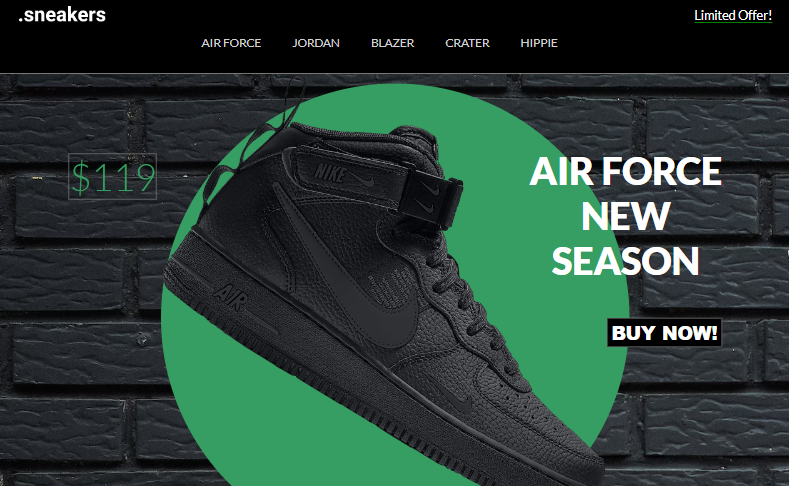 .sneakers
Limited Offer!
AIR FORCE
JORDAN
BLAZER
CRATER
HIPPIE
$119
NIKE
AIR
AIR FORCE
NEW
SEASON
BUY NOW!